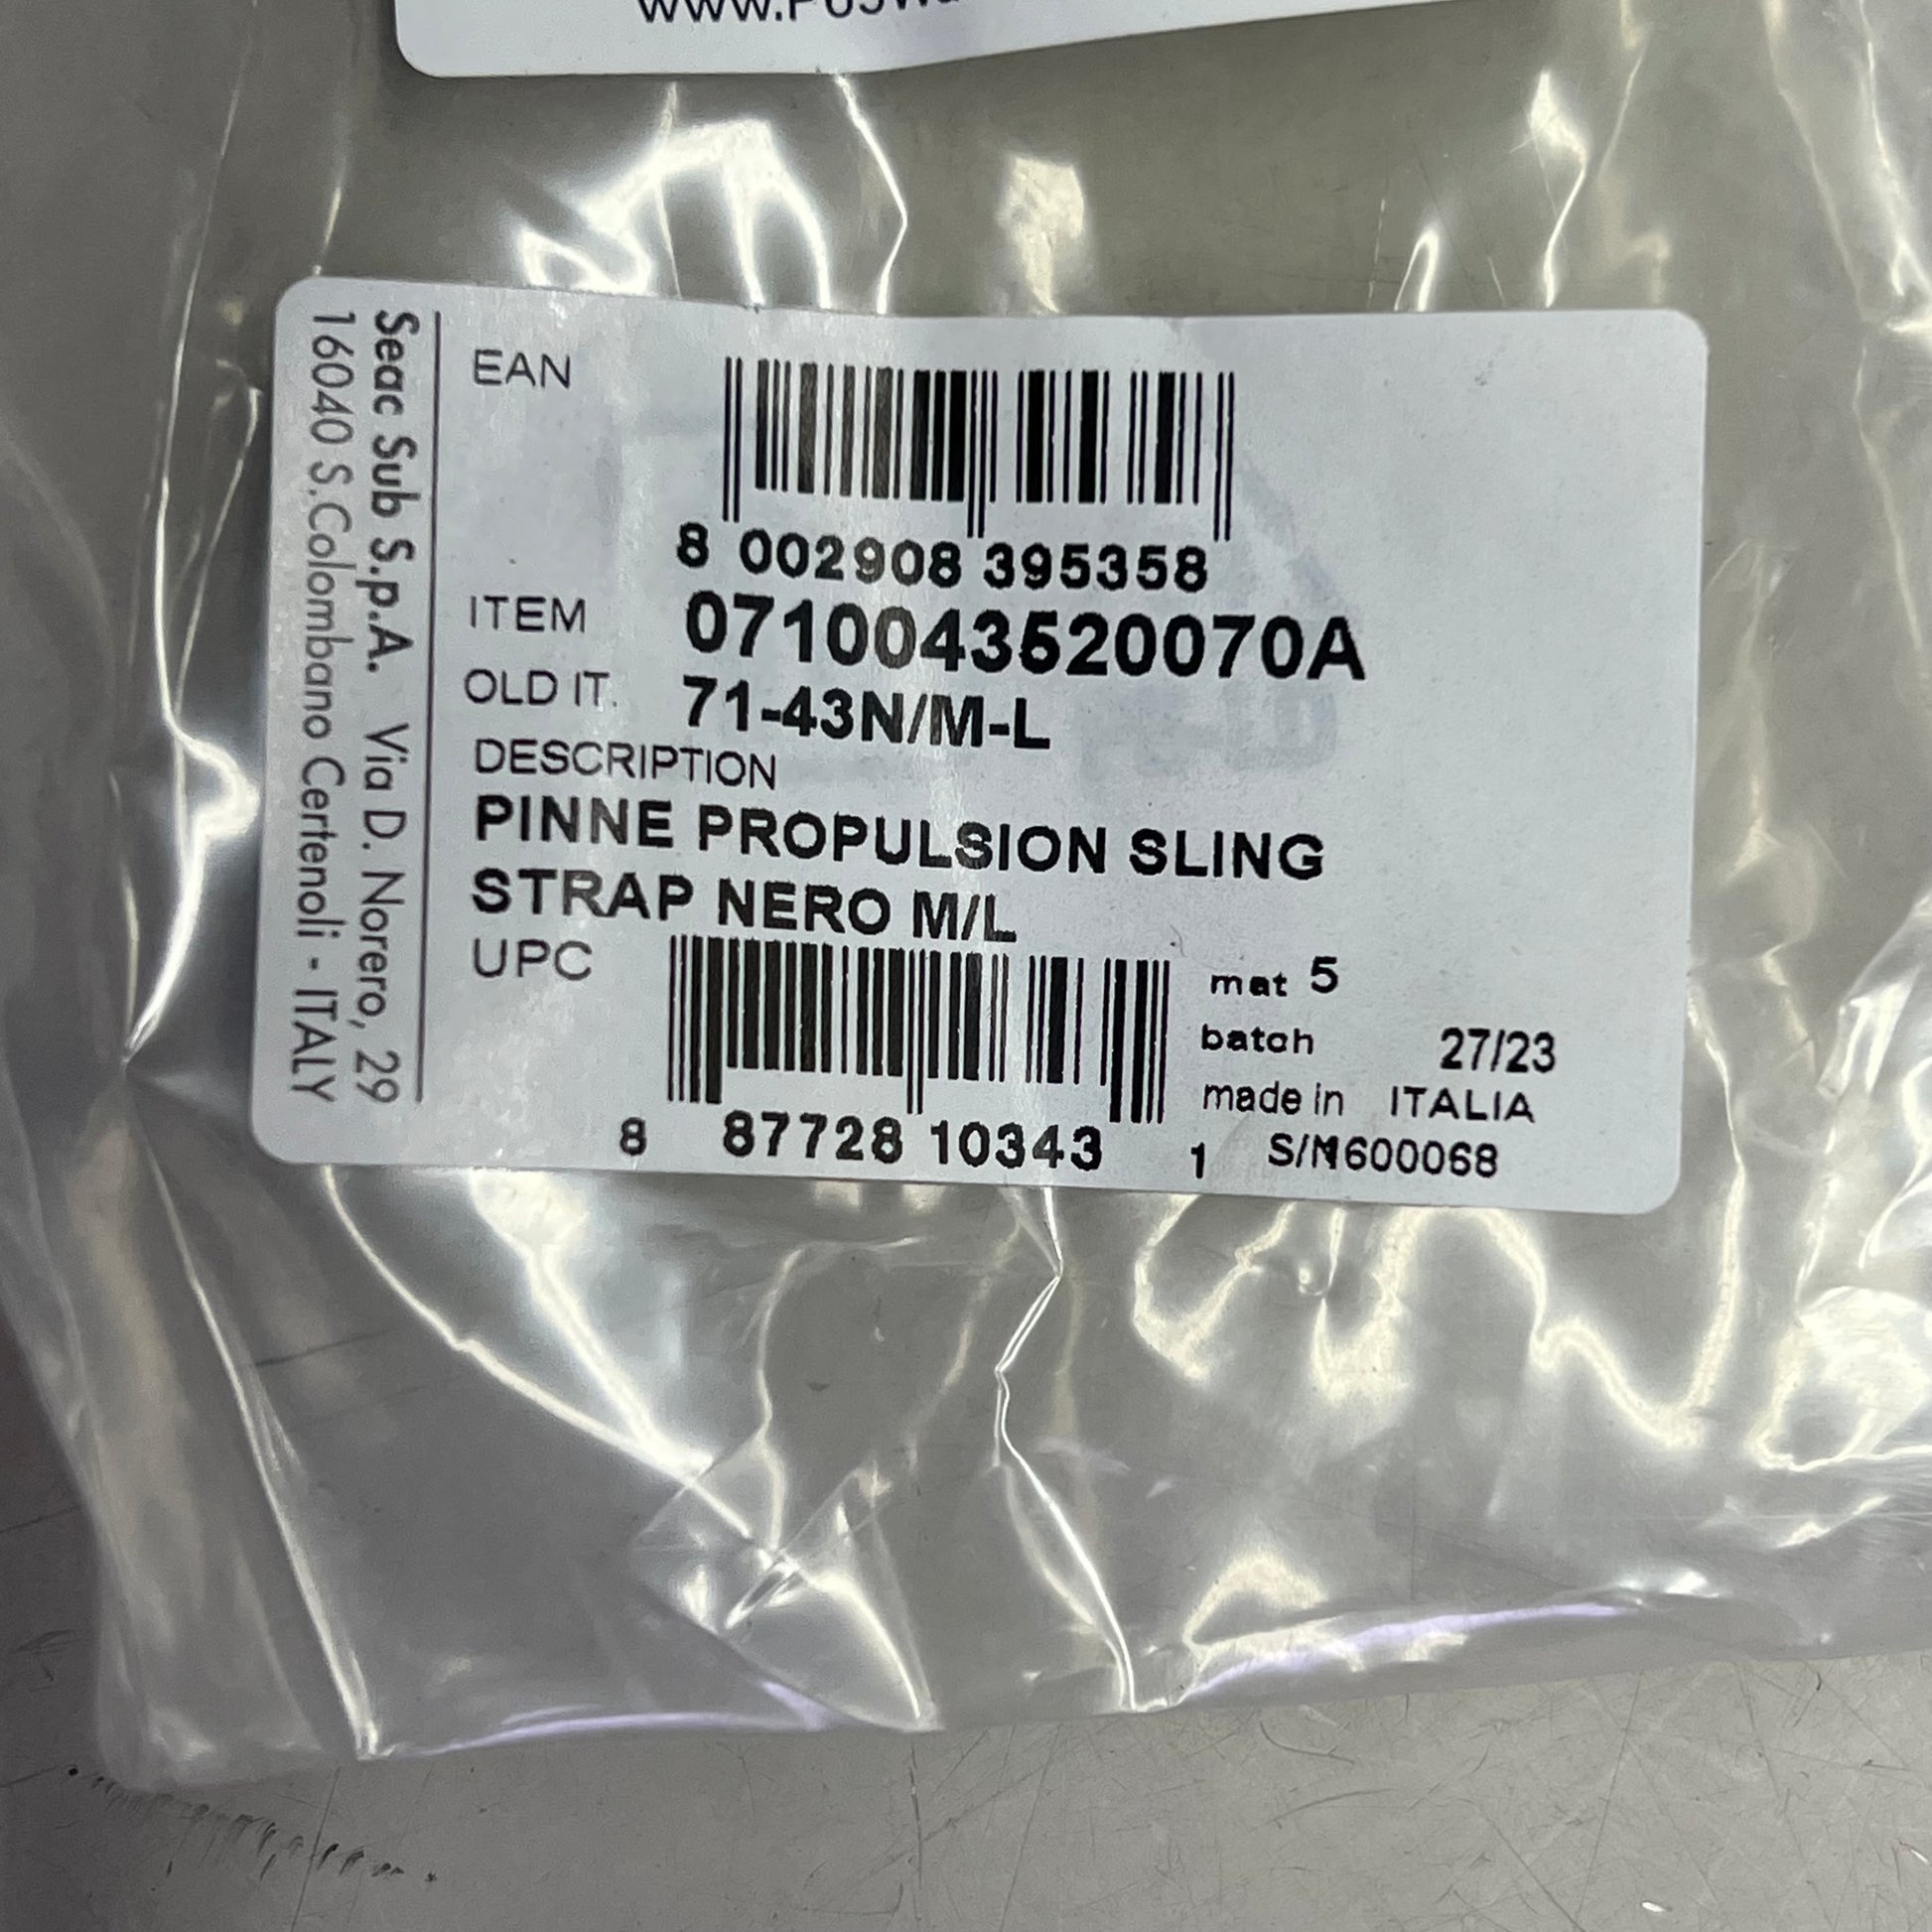 Seac Sub S.p.A. Via D. Norero, 29
16040 S.Colombano Certenoli - ITALY
EAN
8 002908 395358
ITEM 0710043520070A
OLD IT. 71-43N/M-L
DESCRIPTION
PINNE PROPULSION SLING
STRAP NERO M/L
UPC
8 87728 10343 1
mat 5
batch 27/23
made in ITALIA
S/N600068